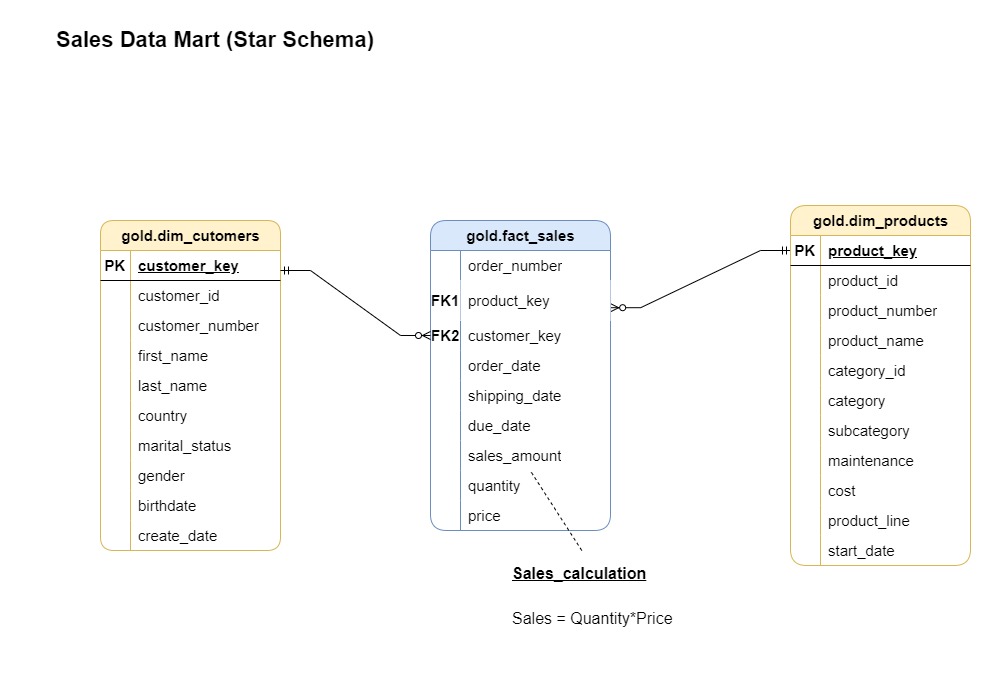 Sales Data Mart (Star Schema)
gold.dim_cutomers
PK customer_key
customer_id
customer_number
first_name
last_name
country
marital_status
gender
birthdate
create_date
gold.fact_sales
order_number
FK1 product_key
FK2 customer_key
order_date
shipping_date
due_date
sales_amount
quantity
price
Sales_calculation
Sales = Quantity*Price
gold.dim_products
PK product_key
product_id
product_number
product_name
category_id
category
subcategory
maintenance
cost
product_line
start_date